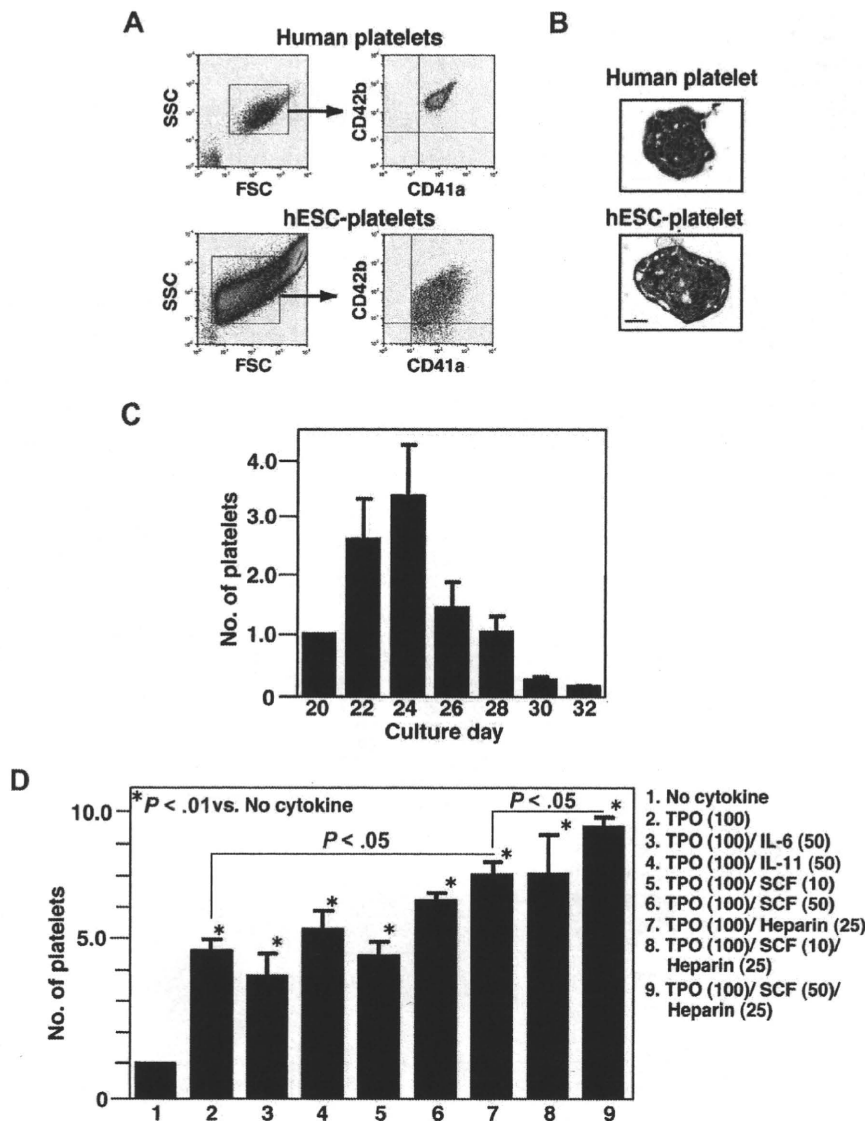 A
Human platelets
SSC
FSC
CD42b
CD41a
hESC-platelets
SSC
FSC
CD42b
CD41a
B
Human platelet
hESC-platelet
C
No. of platelets
4.0
3.0
2.0
1.0
0
20 22 24 26 28 30 32
Culture day
D
No. of platelets
10.0
5.0
0
* P < .01 vs. No cytokine
P < .05
P < .05
* * * * * * * *
1 2 3 4 5 6 7 8 9
1. No cytokine
2. TPO (100)
3. TPO (100)/ IL-6 (50)
4. TPO (100)/ IL-11 (50)
5. TPO (100)/ SCF (10)
6. TPO (100)/ SCF (50)
7. TPO (100)/ Heparin (25)
8. TPO (100)/ SCF (10)/
Heparin (25)
9. TPO (100)/ SCF (50)/
Heparin (25)